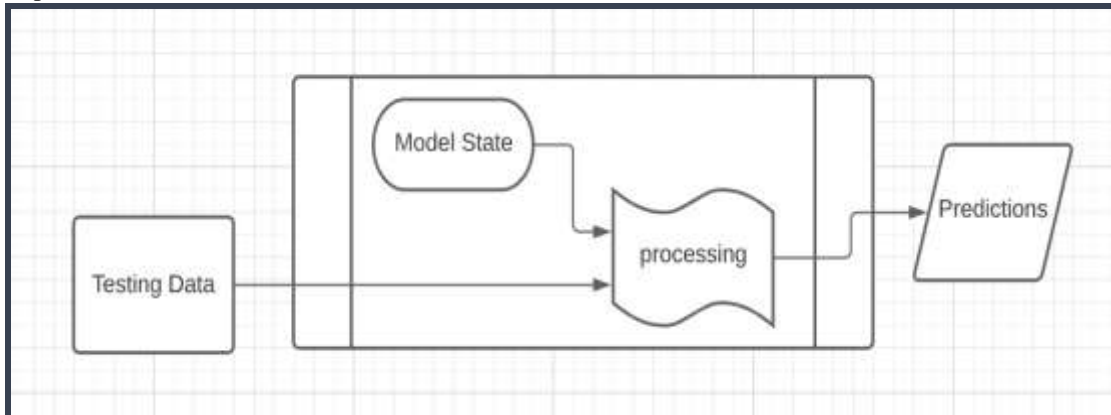 Model State
Predictions
processing
Testing Data